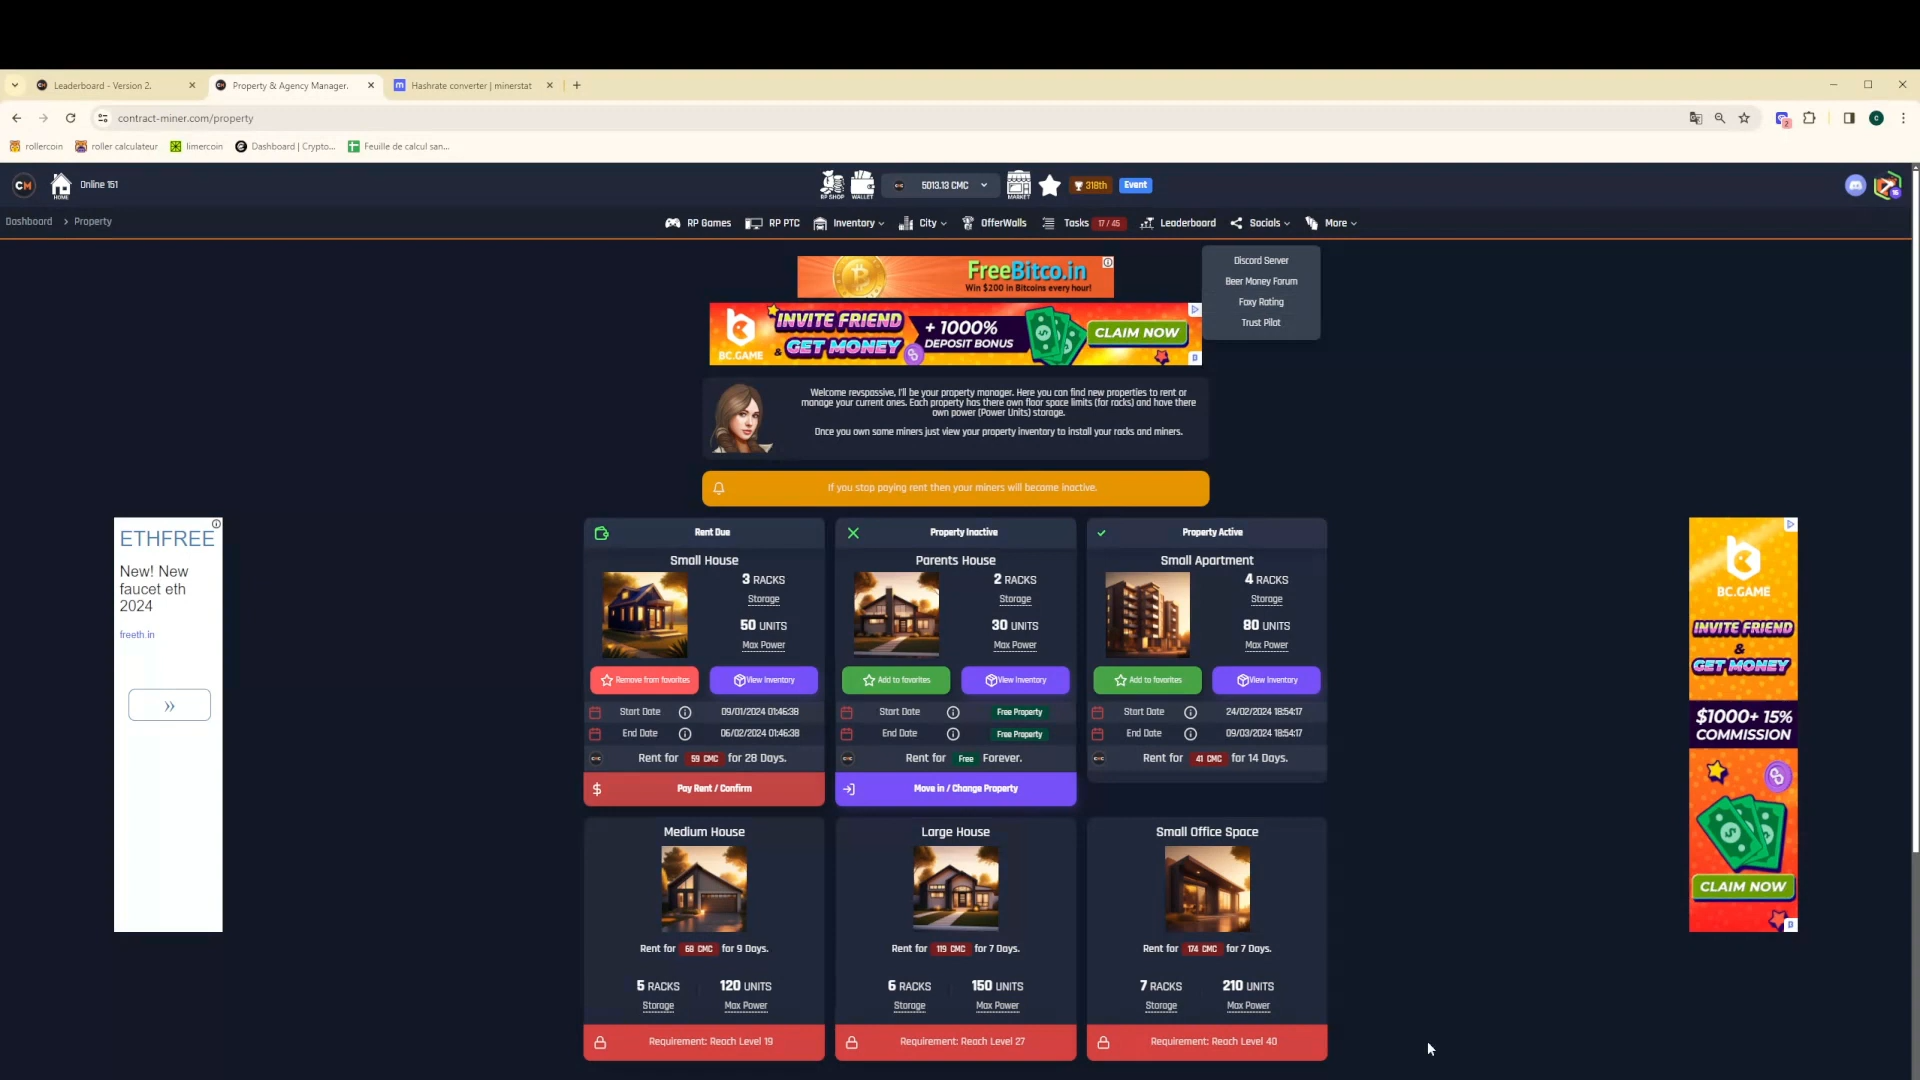 Leaderboard - Version 2.
Property & Agency Manager.
Hashrate converter | minerstat
contract-miner.com/property
2
C
rollercoin
roller calculateur
limercoin
Dashboard | Crypto...
Feuille de calcul san...
CM
HOME
Online 151
RP SHOP
WALLET
5013.13 CMC
MARKET
318th
Event
Dashboard > Property
RP Games
RP PTC
Inventory
City
OfferWalls
Tasks 17 / 45
Leaderboard
Socials
More
Discord Server
Beer Money Forum
Foxy Rating
Trust Pilot
FreeBitco.in
Win $200 in Bitcoins every hour!
BC.GAME
INVITE FRIEND
& GET MONEY
+ 1000%
DEPOSIT BONUS
CLAIM NOW
Welcome revspassive, I'll be your property manager. Here you can find new properties to rent or
manage your current ones. Each property has there own floor space limits (for racks) and have there
own power (Power Units) storage.
Once you own some miners just view your property inventory to install your racks and miners.
If you stop paying rent then your miners will become inactive.
ETHFREE
New! New
faucet eth
2024
freeth.in
Rent Due
Small House
3 RACKS
Storage
50 UNITS
Max Power
Remove from favorites
View Inventory
Start Date
09/01/2024 01:46:38
End Date
06/02/2024 01:46:38
Rent for 59 CMC for 28 Days.
Pay Rent / Confirm
Property Inactive
Parents House
2 RACKS
Storage
30 UNITS
Max Power
Add to favorites
View Inventory
Start Date
Free Property
End Date
Free Property
Rent for Free Forever.
Move in / Change Property
Property Active
Small Apartment
4 RACKS
Storage
80 UNITS
Max Power
Add to favorites
View Inventory
Start Date
24/02/2024 18:54:17
End Date
09/03/2024 18:54:17
Rent for 41 CMC for 14 Days.
Medium House
Rent for 68 CMC for 9 Days.
5 RACKS
Storage
120 UNITS
Max Power
Requirement: Reach Level 19
Large House
Rent for 119 CMC for 7 Days.
6 RACKS
Storage
150 UNITS
Max Power
Requirement: Reach Level 27
Small Office Space
Rent for 174 CMC for 7 Days.
7 RACKS
Storage
210 UNITS
Max Power
Requirement: Reach Level 40
BC.GAME
INVITE FRIEND
&
GET MONEY
$1000+ 15%
COMMISSION
CLAIM NOW